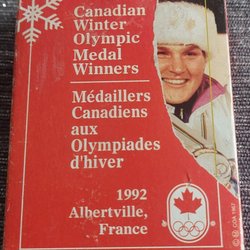 Canadian
Winter
Olympic
Medal
Winners
Médaillers
Canadiens
aux
Olympiades
d'hiver
1992
Albertville,
France